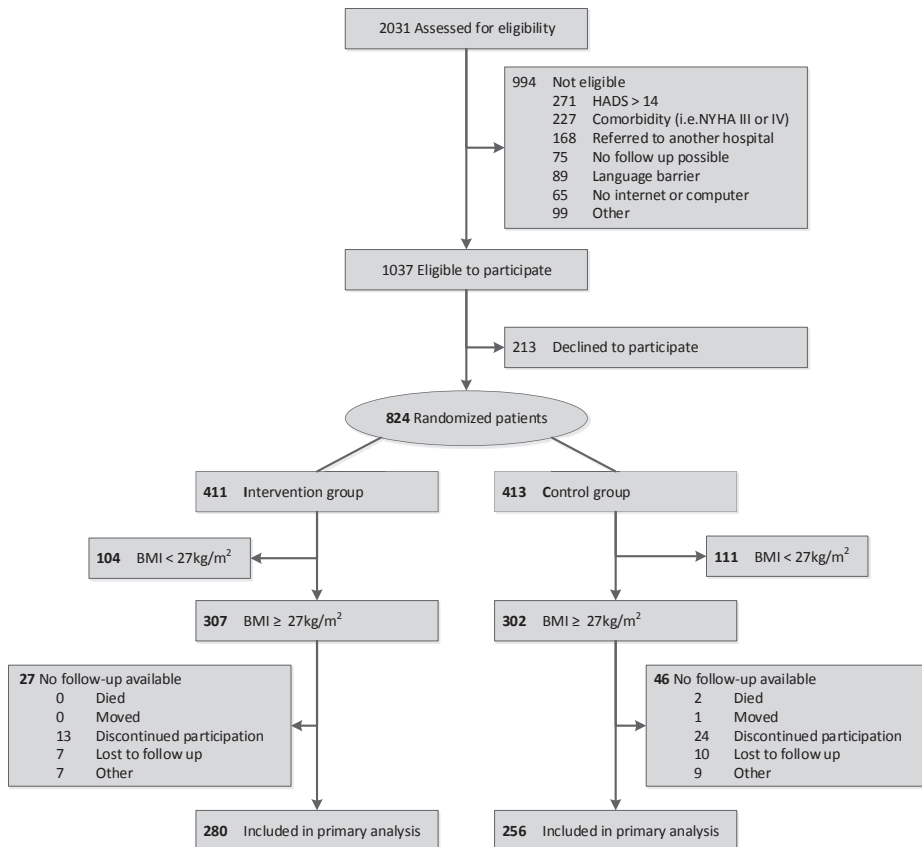 2031 Assessed for eligibility
994 Not eligible
271 HADS > 14
227 Comorbidity (i.e.NYHA III or IV)
168 Referred to another hospital
75 No follow up possible
89 Language barrier
65 No internet or computer
99 Other
1037 Eligible to participate
213 Declined to participate
824 Randomized patients
411 Intervention group
413 Control group
104 BMI < 27kg/m²
111 BMI < 27kg/m²
307 BMI ≥ 27kg/m²
302 BMI ≥ 27kg/m²
27 No follow-up available
0 Died
0 Moved
13 Discontinued participation
7 Lost to follow up
7 Other
46 No follow-up available
2 Died
1 Moved
24 Discontinued participation
10 Lost to follow up
9 Other
280 Included in primary analysis
256 Included in primary analysis